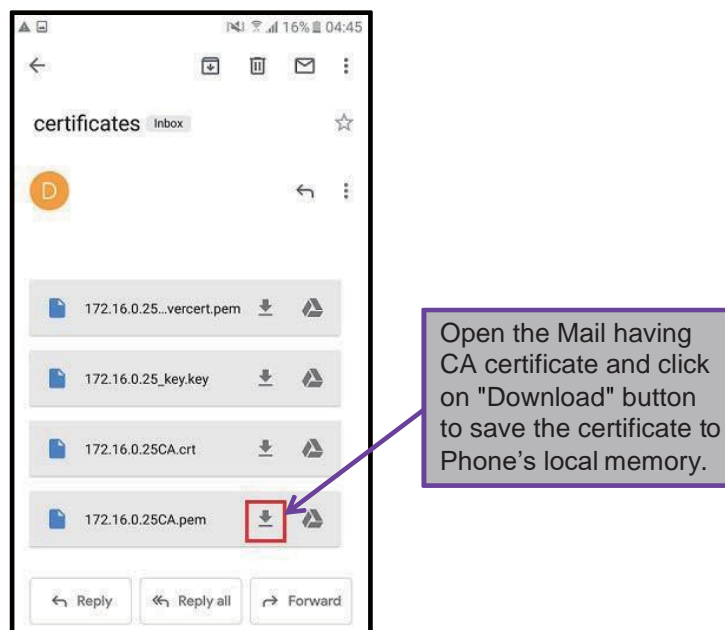 16% 04:45
certificates Inbox
D
172.16.0.25...vercert.pem
172.16.0.25_key.key
172.16.0.25CA.crt
172.16.0.25CA.pem
Reply Reply all Forward
Open the Mail having
CA certificate and click
on "Download" button
to save the certificate to
Phone’s local memory.